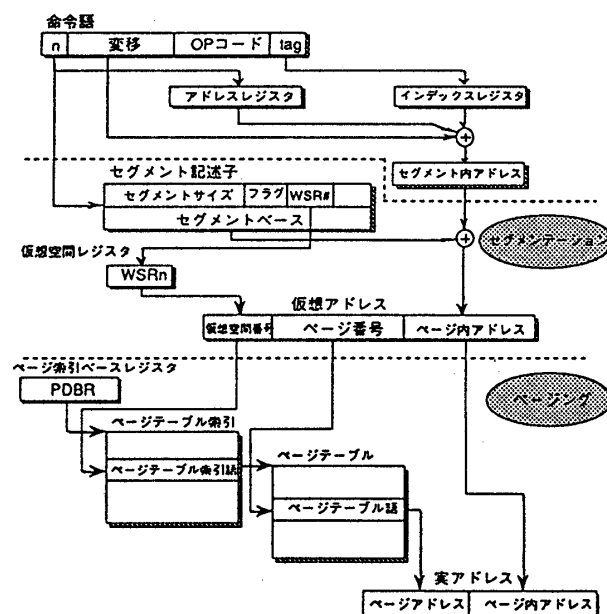 命令語
n 変移 OPコード tag
アドレスレジスタ インデックスレジスタ
セグメント記述子 セグメント内アドレス
セグメントサイズ フラグ WSR#
セグメントベース
セグメンテーション
仮想空間レジスタ
WSRn
仮想アドレス
仮想空間番号 ページ番号 ページ内アドレス
ページ索引ベースレジスタ
PDBR
ページング
ページテーブル索引
ページテーブル索引語
ページテーブル
ページテーブル語
実アドレス
ページアドレス ページ内アドレス